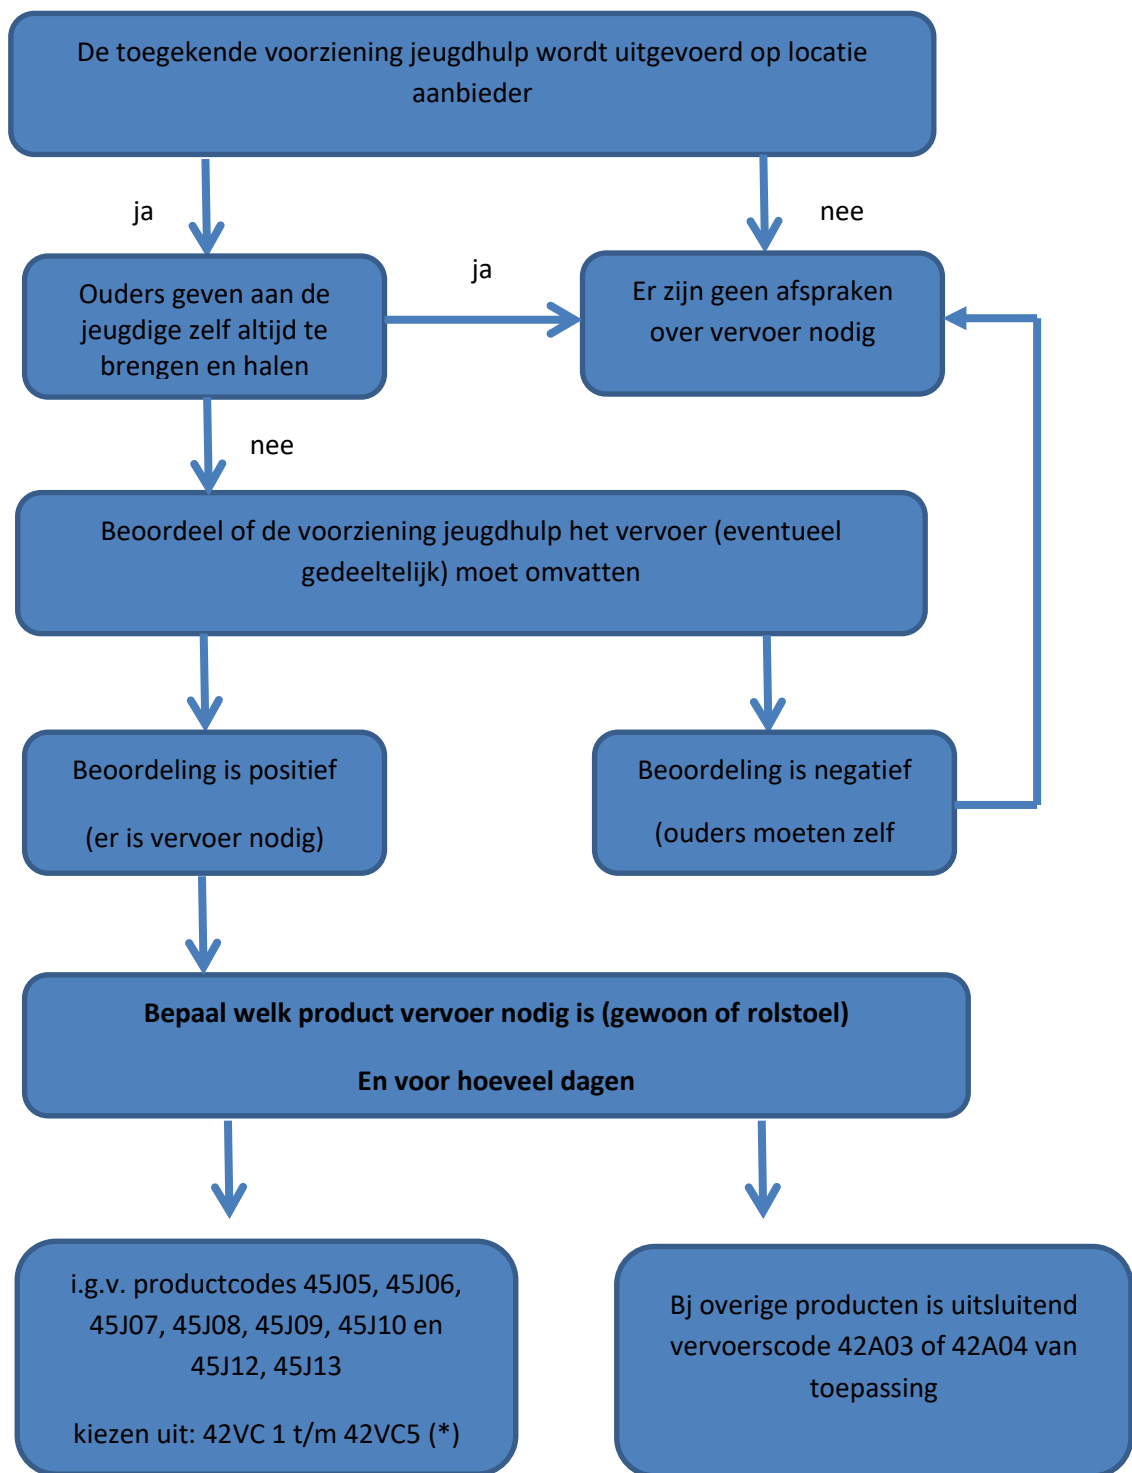 De toegekende voorziening jeugdhulp wordt uitgevoerd op locatie
aanbieder
ja
nee
Ouders geven aan de
jeugdige zelf altijd te
brengen en halen
ja
Er zijn geen afspraken
over vervoer nodig
nee
Beoordeel of de voorziening jeugdhulp het vervoer (eventueel
gedeeltelijk) moet omvatten
Beoordeling is positief
(er is vervoer nodig)
Beoordeling is negatief
(ouders moeten zelf
Bepaal welk product vervoer nodig is (gewoon of rolstoel)
En voor hoeveel dagen
i.g.v. productcodes 45J05, 45J06,
45J07, 45J08, 45J09, 45J10 en
45J12, 45J13
kiezen uit: 42VC 1 t/m 42VC5 (*)
Bj overige producten is uitsluitend
vervoerscode 42A03 of 42A04 van
toepassing